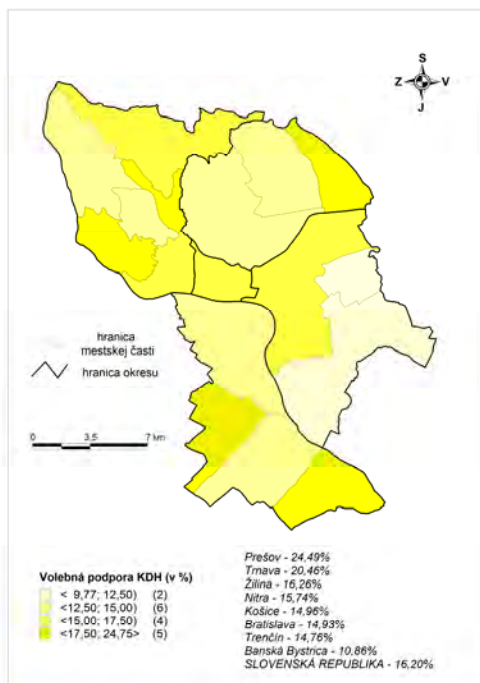 S
Z V
J
hranica
mestskej časti
hranica okresu
0 3,5 7 km
Volebná podpora KDH (v %)
< 9,77; 12,50) (2)
<12,50; 15,00) (6)
<15,00; 17,50) (4)
<17,50; 24,75> (5)
Prešov - 24,49%
Trnava - 20,46%
Žilina - 16,26%
Nitra - 15,74%
Košice - 14,96%
Bratislava - 14,93%
Trenčín - 14,76%
Banská Bystrica - 10,86%
SLOVENSKÁ REPUBLIKA - 16,20%